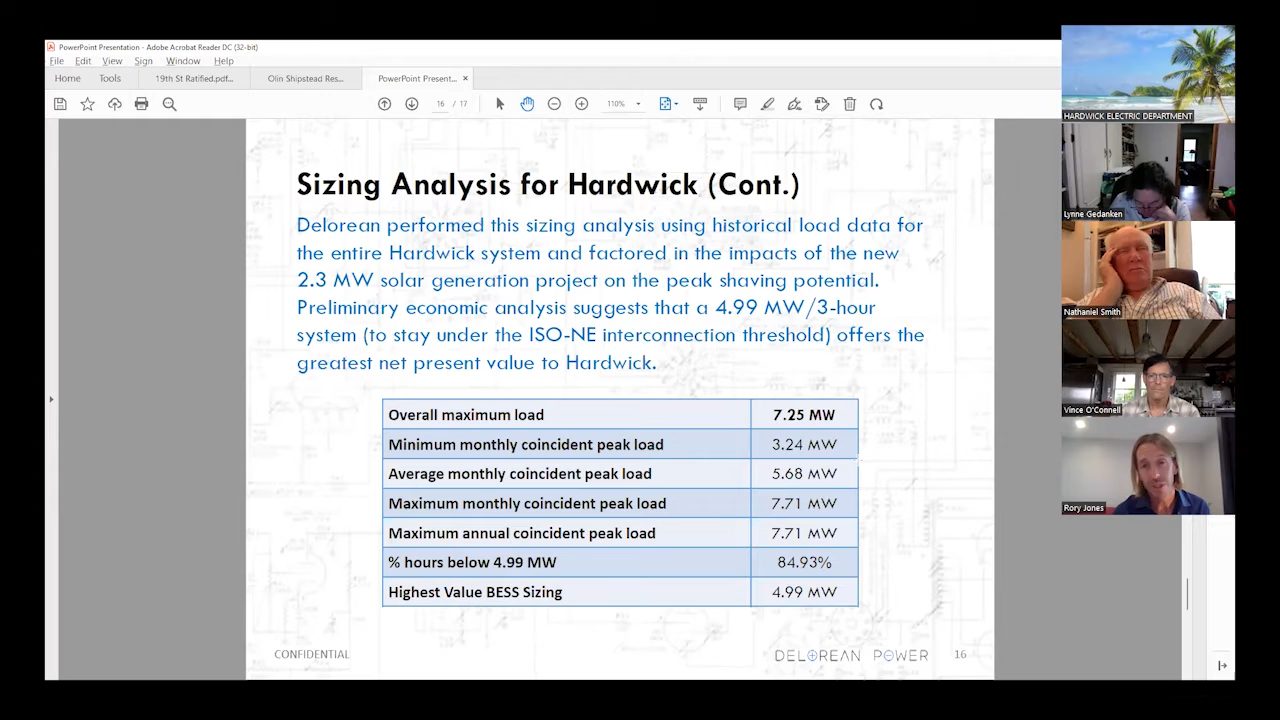 PowerPoint Presentation - Adobe Acrobat Reader DC (32-bit)
File Edit View Sign Window Help
Home Tools 19th St Ratified.pdf... Olin Shipstead Res... PowerPoint Present... ×
16 / 17 110%
Sizing Analysis for Hardwick (Cont.)
Delorean performed this sizing analysis using historical load data for
the entire Hardwick system and factored in the impacts of the new
2.3 MW solar generation project on the peak shaving potential.
Preliminary economic analysis suggests that a 4.99 MW/3-hour
system (to stay under the ISO-NE interconnection threshold) offers the
greatest net present value to Hardwick.
Overall maximum load 7.25 MW
Minimum monthly coincident peak load 3.24 MW
Average monthly coincident peak load 5.68 MW
Maximum monthly coincident peak load 7.71 MW
Maximum annual coincident peak load 7.71 MW
% hours below 4.99 MW 84.93%
Highest Value BESS Sizing 4.99 MW
CONFIDENTIAL DELOREAN POWER 16
HARDWICK ELECTRIC DEPARTMENT
Lynne Gedanken
Nathaniel Smith
Vince O'Connell
Rory Jones